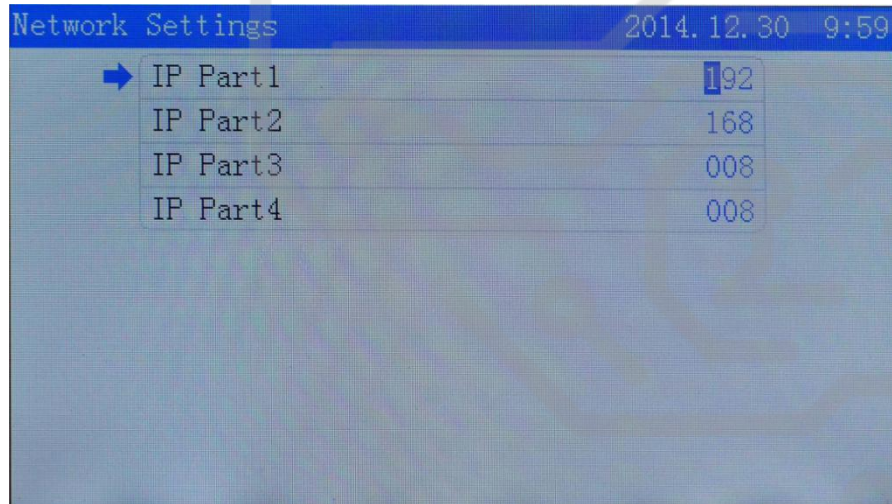 Network Settings 2014.12.30 9:59
IP Part1 192
IP Part2 168
IP Part3 008
IP Part4 008